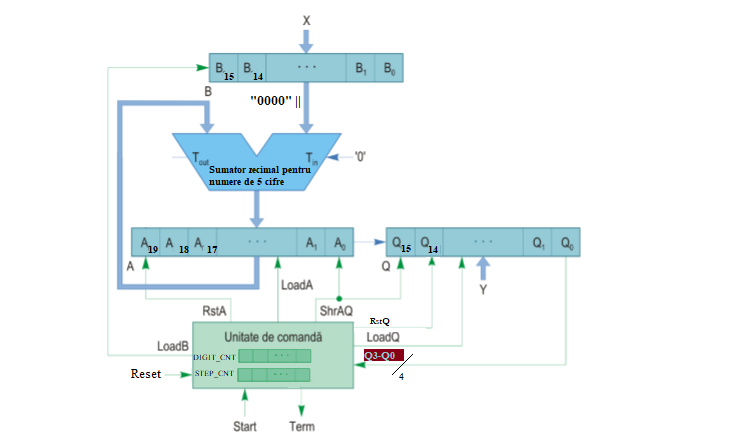 X
B15 B14 ... B1 B0
B
"0000" ||
Tout Tin '0'
Sumator zecimal pentru
numere de 5 cifre
A19 A18 A17 ... A1 A0
Q15 Q14 ... Q1 Q0
A
Q
Y
LoadA
RstA
ShrAQ
RstQ
Unitate de comandă
LoadQ
LoadB
DIGIT_CNT ...
Q3-Q0
Reset
STEP_CNT ...
4
Start
Term